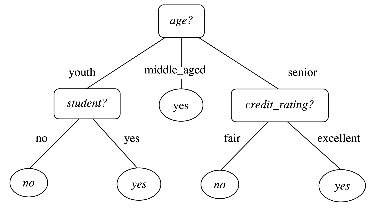 age?
youth
middle_aged
senior
student?
yes
credit_rating?
no
yes
fair
excellent
no
yes
no
yes